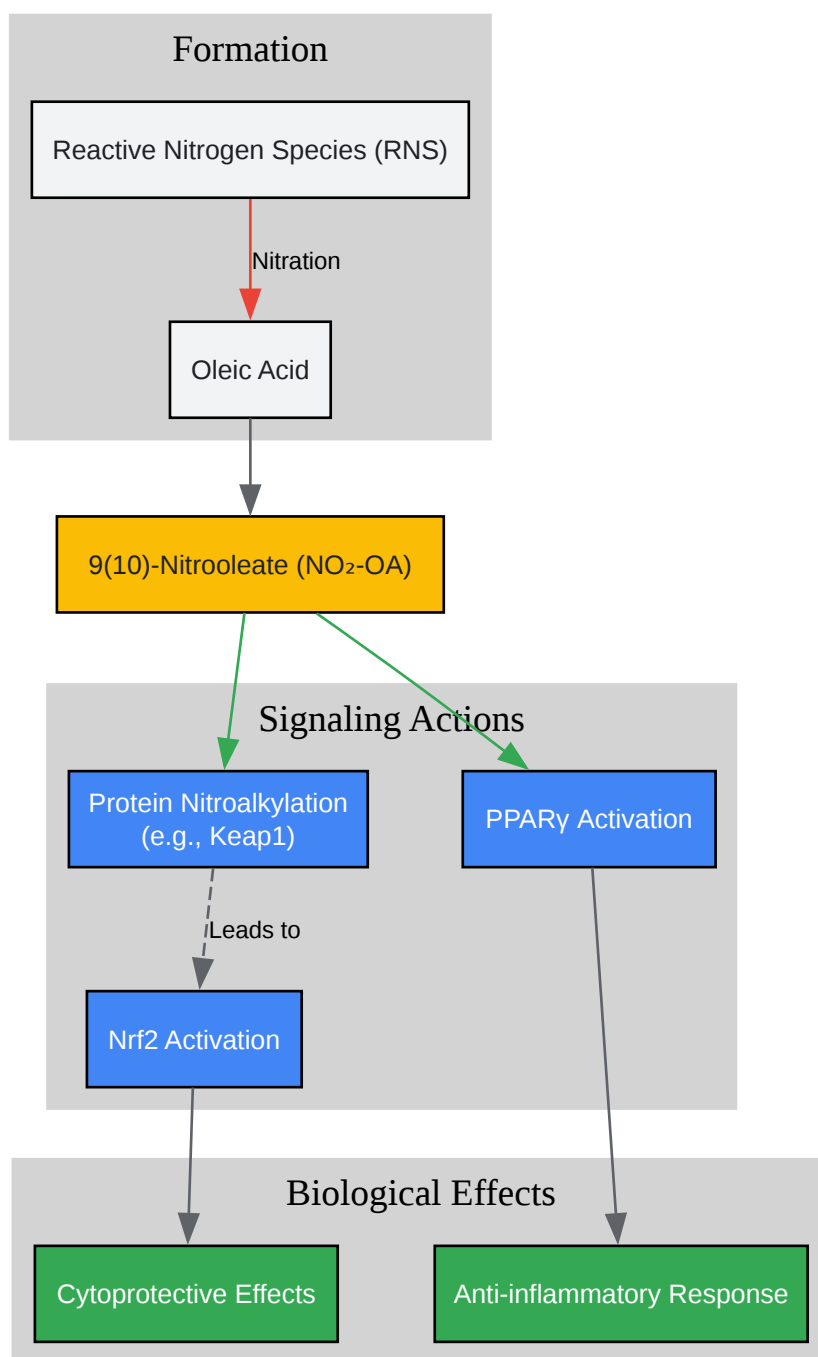 Formation
Reactive Nitrogen Species (RNS)
Nitration
Oleic Acid
9(10)-Nitrooleate (NO₂-OA)
Signaling Actions
Protein Nitroalkylation
(e.g., Keap1)
PPARγ Activation
Leads to
Nrf2 Activation
Biological Effects
Cytoprotective Effects
Anti-inflammatory Response